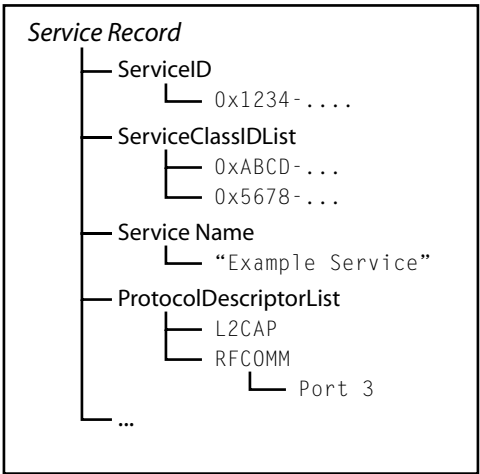 Service Record
ServiceID
0x1234-....
ServiceClassIDList
0xABCD-...
0x5678-...
Service Name
“Example Service”
ProtocolDescriptorList
L2CAP
RFCOMM
Port 3
...